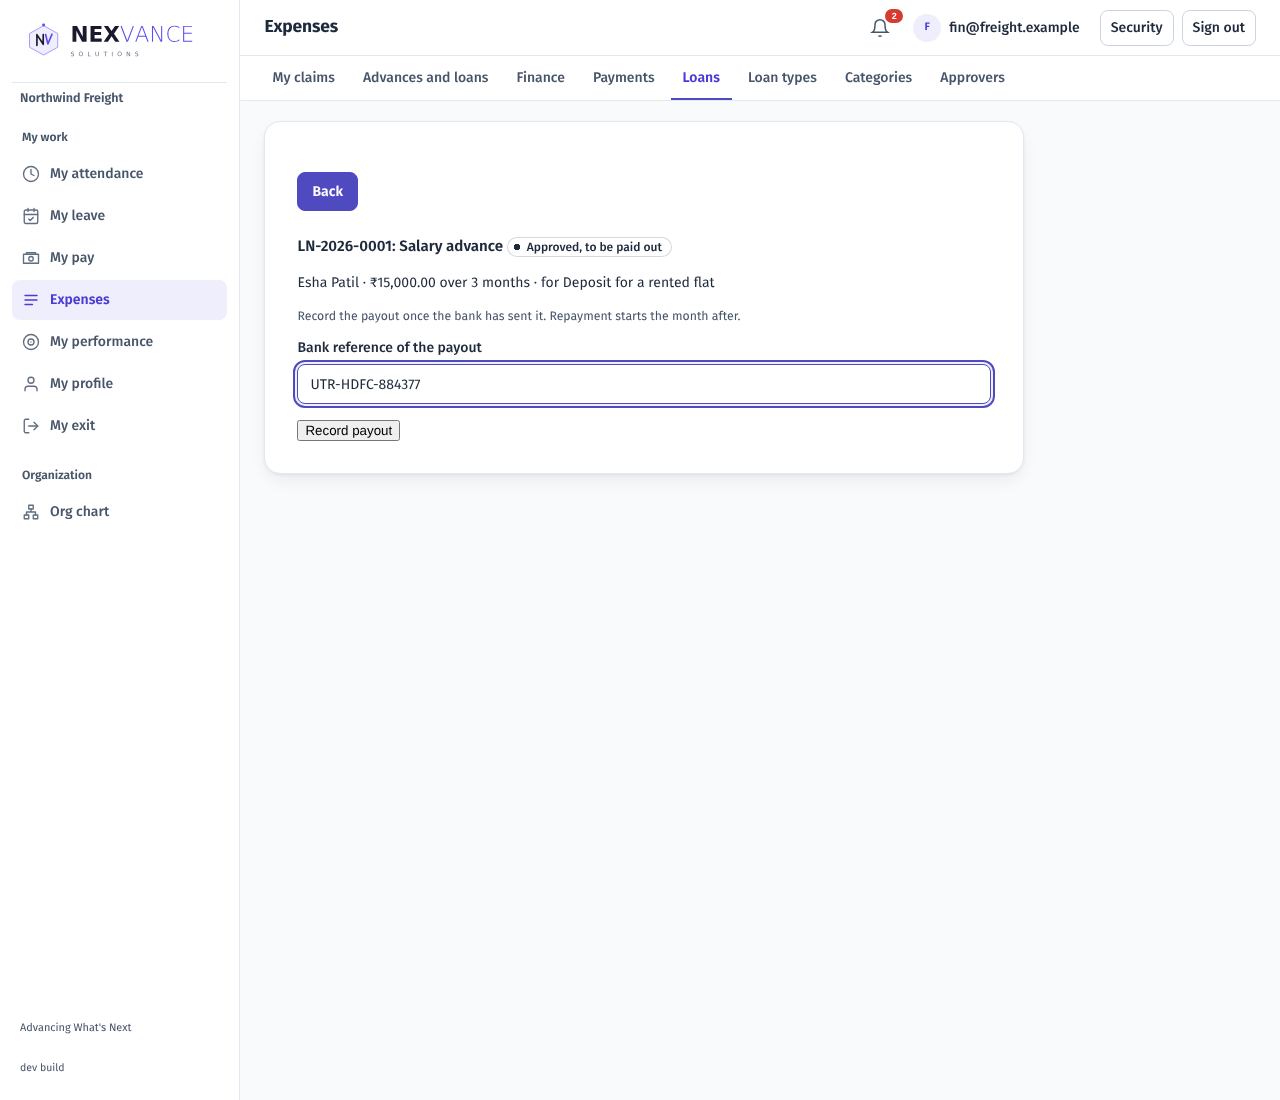 NEXVANCE
SOLUTIONS
Northwind Freight
My work
My attendance
My leave
My pay
Expenses
My performance
My profile
My exit
Organization
Org chart
Advancing What's Next
dev build
Expenses
2
F
fin@freight.example
Security
Sign out
My claims
Advances and loans
Finance
Payments
Loans
Loan types
Categories
Approvers
Back
LN-2026-0001: Salary advance
Approved, to be paid out
Esha Patil · ₹15,000.00 over 3 months · for Deposit for a rented flat
Record the payout once the bank has sent it. Repayment starts the month after.
Bank reference of the payout
UTR-HDFC-884377
Record payout